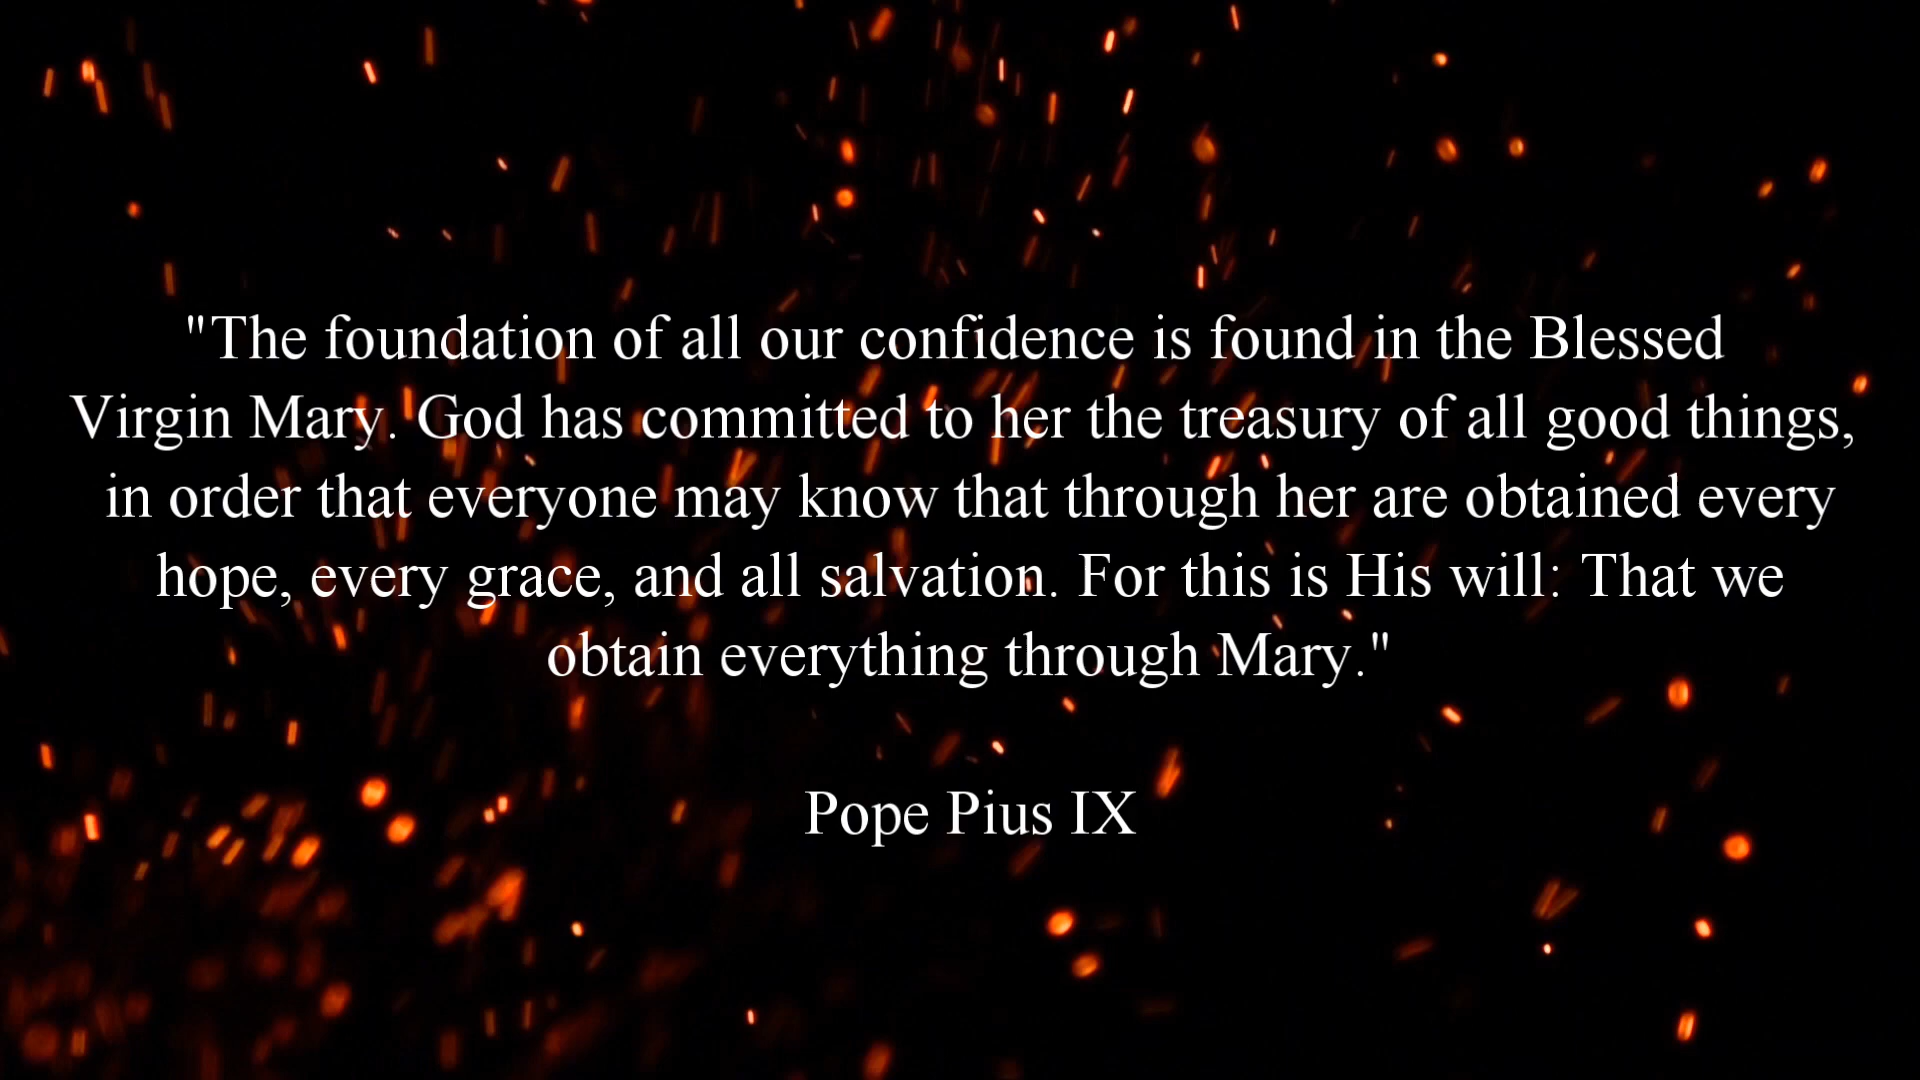 "The foundation of all our confidence is found in the Blessed
Virgin Mary. God has committed to her the treasury of all good things,
in order that everyone may know that through her are obtained every
hope, every grace, and all salvation. For this is His will: That we
obtain everything through Mary."
Pope Pius IX